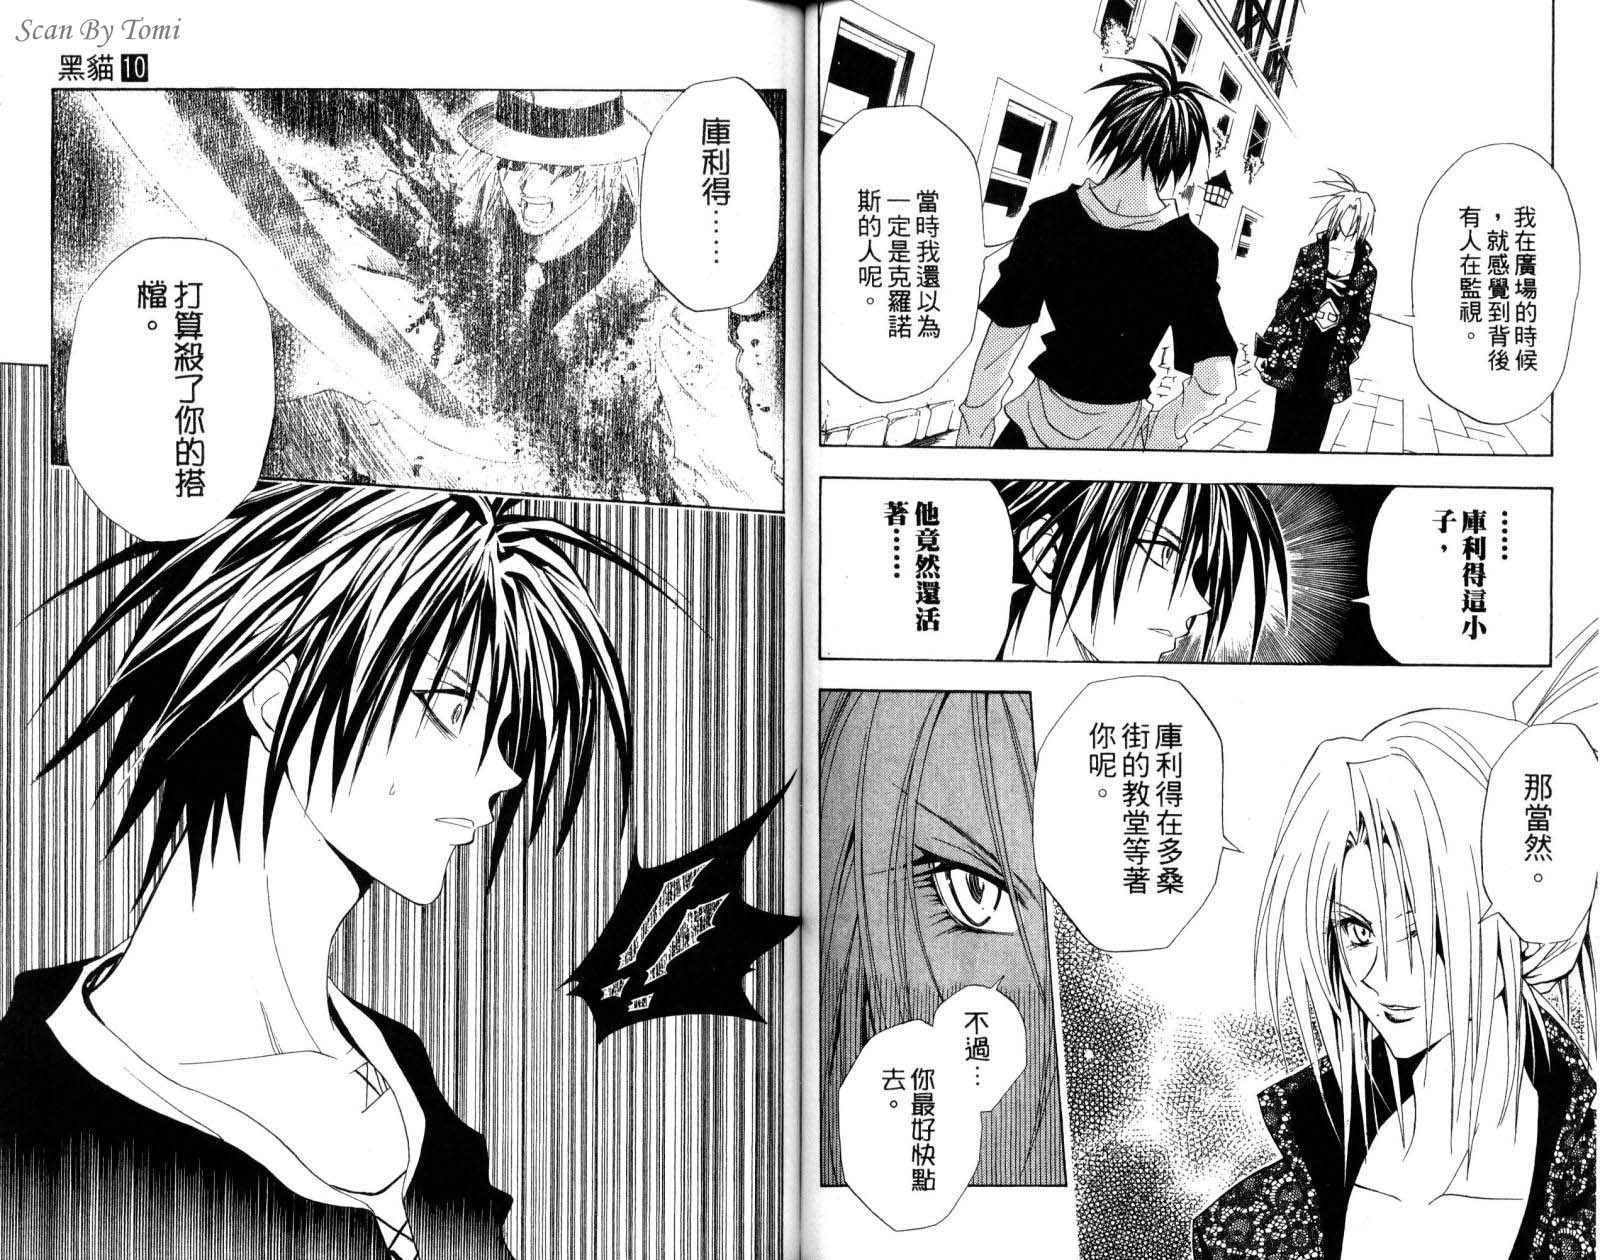 Scan By Tomi
黑貓 10
我在廣場的時候
，就感覺到背後
有人在監視。
當時我還以為
一定是克羅諾
斯的人呢。
……
庫利得這小
子，
他竟然還活
著……
那當然。
庫利得在多桑
街的教堂等著
你呢。
不過…
你最好快點
去。
庫利得……
打算殺了你的搭
檔。
!!